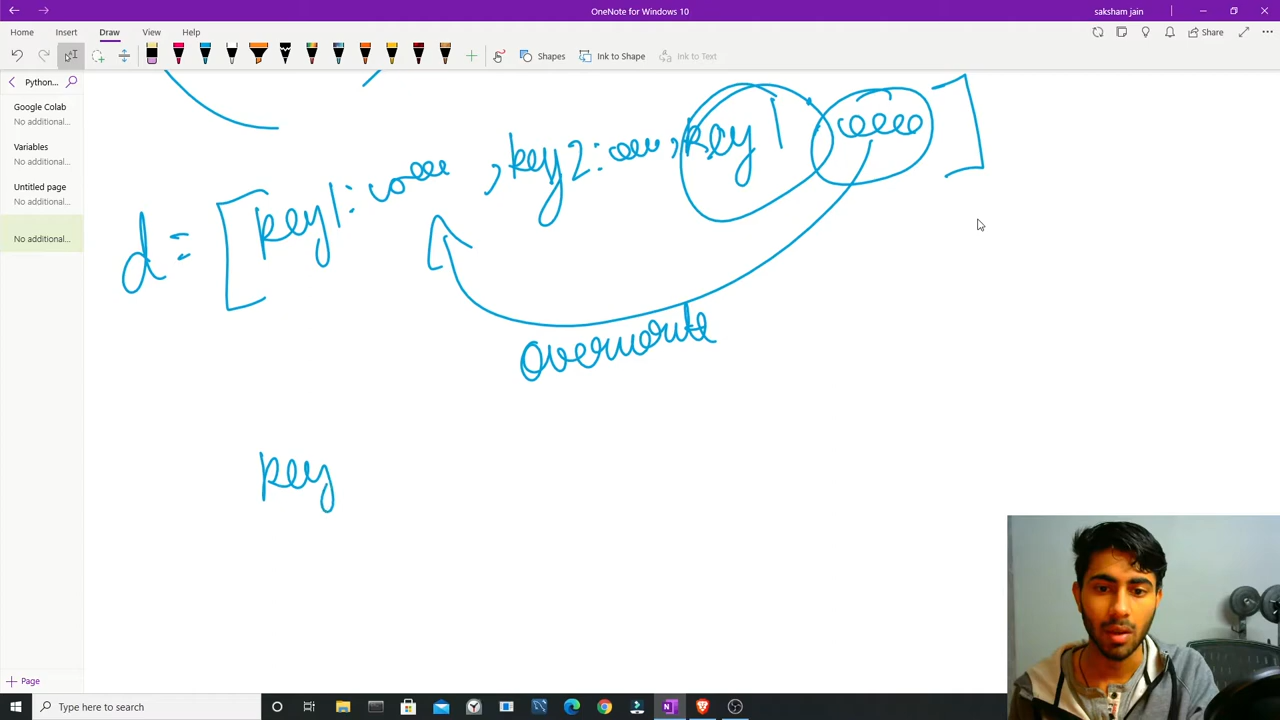 OneNote for Windows 10
saksham jain
Home Insert Draw View Help
Shapes Ink to Shape Ink to Text Share
Python...
Google Colab
No additional...
Variables
No additional...
Untitled page
No additional...
No additional...
d = [key1: , key2: , key1 ]
overwrite
key
+ Page
Type here to search